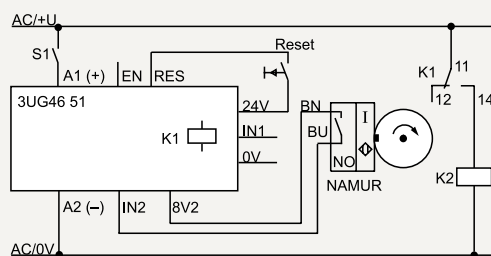 AC/+U
S1
Reset
A1 (+) EN RES
K1 11
3UG46 51
24V
BN
I
12 14
K1
IN1
BU
0V
NO
K2
NAMUR
A2 (–) IN2 8V2
AC/0V